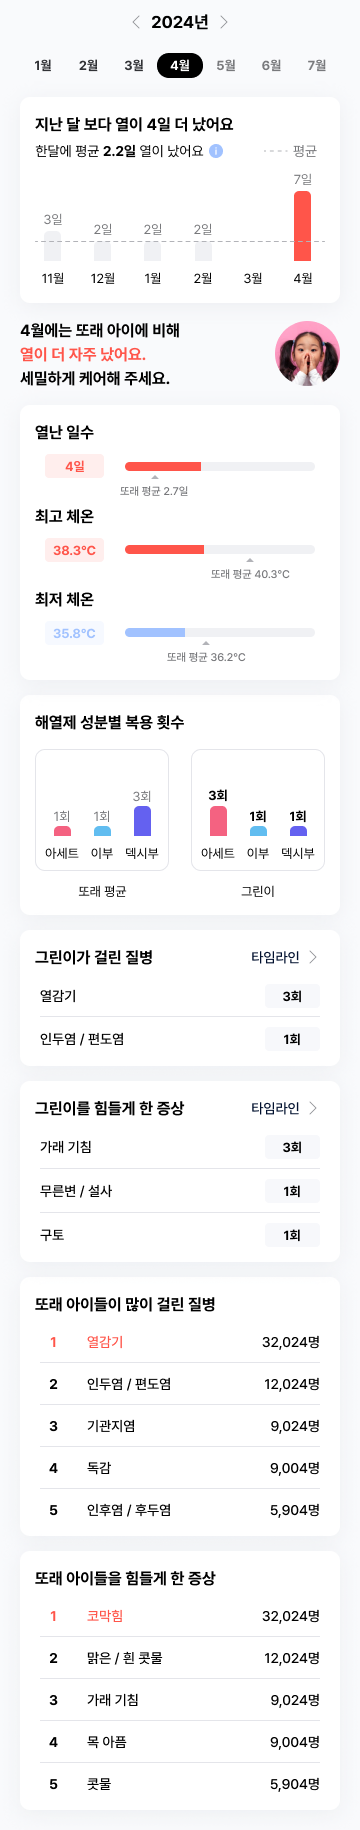 2024년
1월 2월 3월 4월 5월 6월 7월
지난 달 보다 열이 4일 더 났어요
한달에 평균 2.2일 열이 났어요 i 평균
3일 2일 2일 2일 7일
11월 12월 1월 2월 3월 4월
4월에는 또래 아이에 비해
열이 더 자주 났어요.
세밀하게 케어해 주세요.
열난 일수
4일
또래 평균 2.7일
최고 체온
38.3°C
또래 평균 40.3°C
최저 체온
35.8°C
또래 평균 36.2°C
해열제 성분별 복용 횟수
1회 1회 3회 3회 1회 1회
아세트 이부 덱시부 아세트 이부 덱시부
또래 평균 그린이
그린이가 걸린 질병 타임라인
열감기 3회
인두염 / 편도염 1회
그린이를 힘들게 한 증상 타임라인
가래 기침 3회
무른변 / 설사 1회
구토 1회
또래 아이들이 많이 걸린 질병
1 열감기 32,024명
2 인두염 / 편도염 12,024명
3 기관지염 9,024명
4 독감 9,004명
5 인후염 / 후두염 5,904명
또래 아이들을 힘들게 한 증상
1 코막힘 32,024명
2 맑은 / 흰 콧물 12,024명
3 가래 기침 9,024명
4 목 아픔 9,004명
5 콧물 5,904명